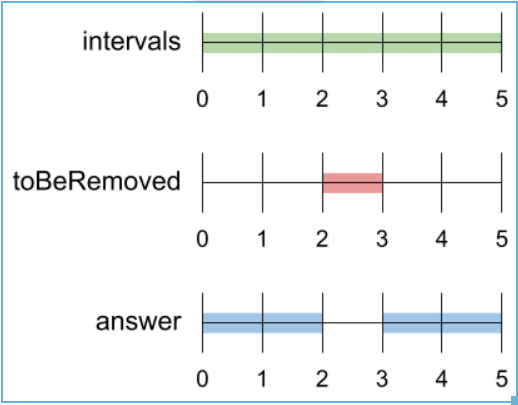 intervals
0 1 2 3 4 5
toBeRemoved
0 1 2 3 4 5
answer
0 1 2 3 4 5